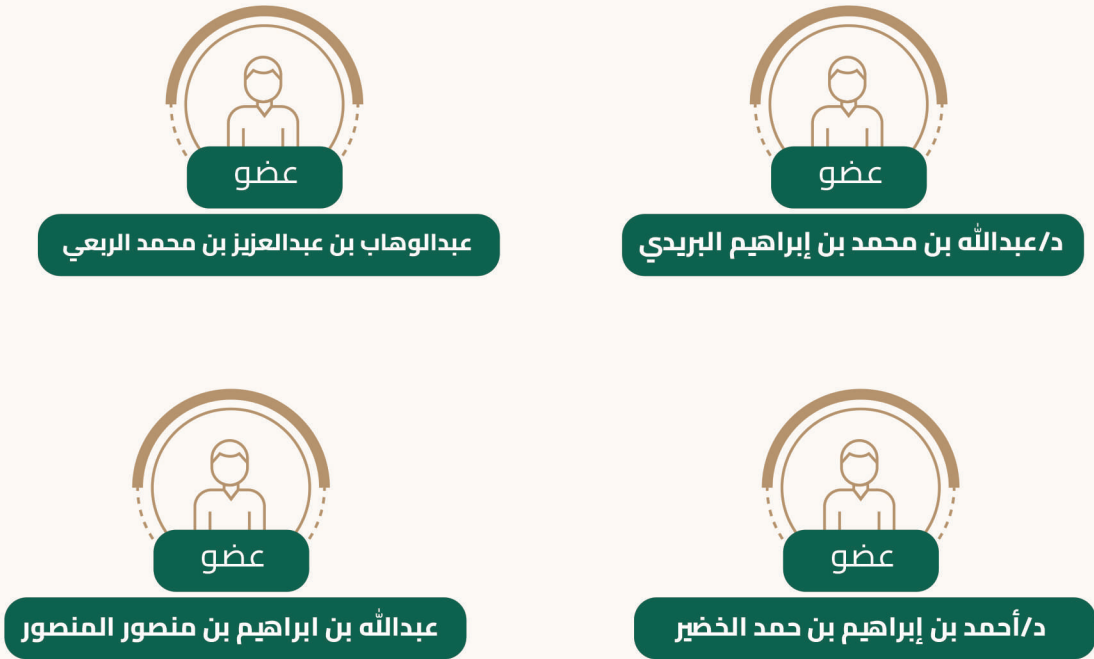 عضو
د/عبدالله بن محمد بن إبراهيم البريدي
عضو
عبدالوهاب بن عبدالعزيز بن محمد الربعي
عضو
د/أحمد بن إبراهيم بن حمد الخضير
عضو
عبدالله بن ابراهيم بن منصور المنصور